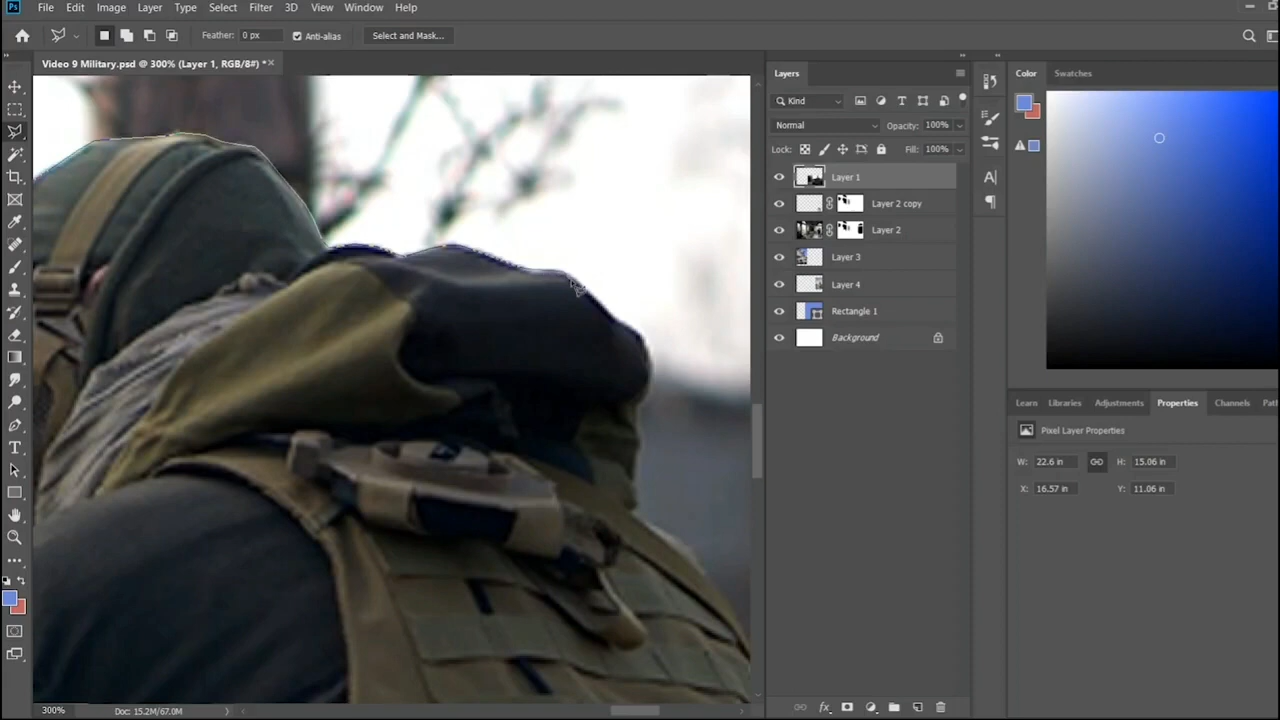 Ps File Edit Image Layer Type Select Filter 3D View Window Help
Feather: 0 px Anti-alias Select and Mask...
Video 9 Military.psd @ 300% (Layer 1, RGB/8#) *
Layers
Color Swatches
Kind
Normal Opacity: 100%
Lock: Fill: 100%
Layer 1
Layer 2 copy
Layer 2
Layer 3
Layer 4
Rectangle 1
Background
Learn Libraries Adjustments Properties Channels
Pixel Layer Properties
W: 22.6 in H: 15.06 in
X: 16.57 in Y: 11.06 in
300% Doc: 15.2M/67.0M